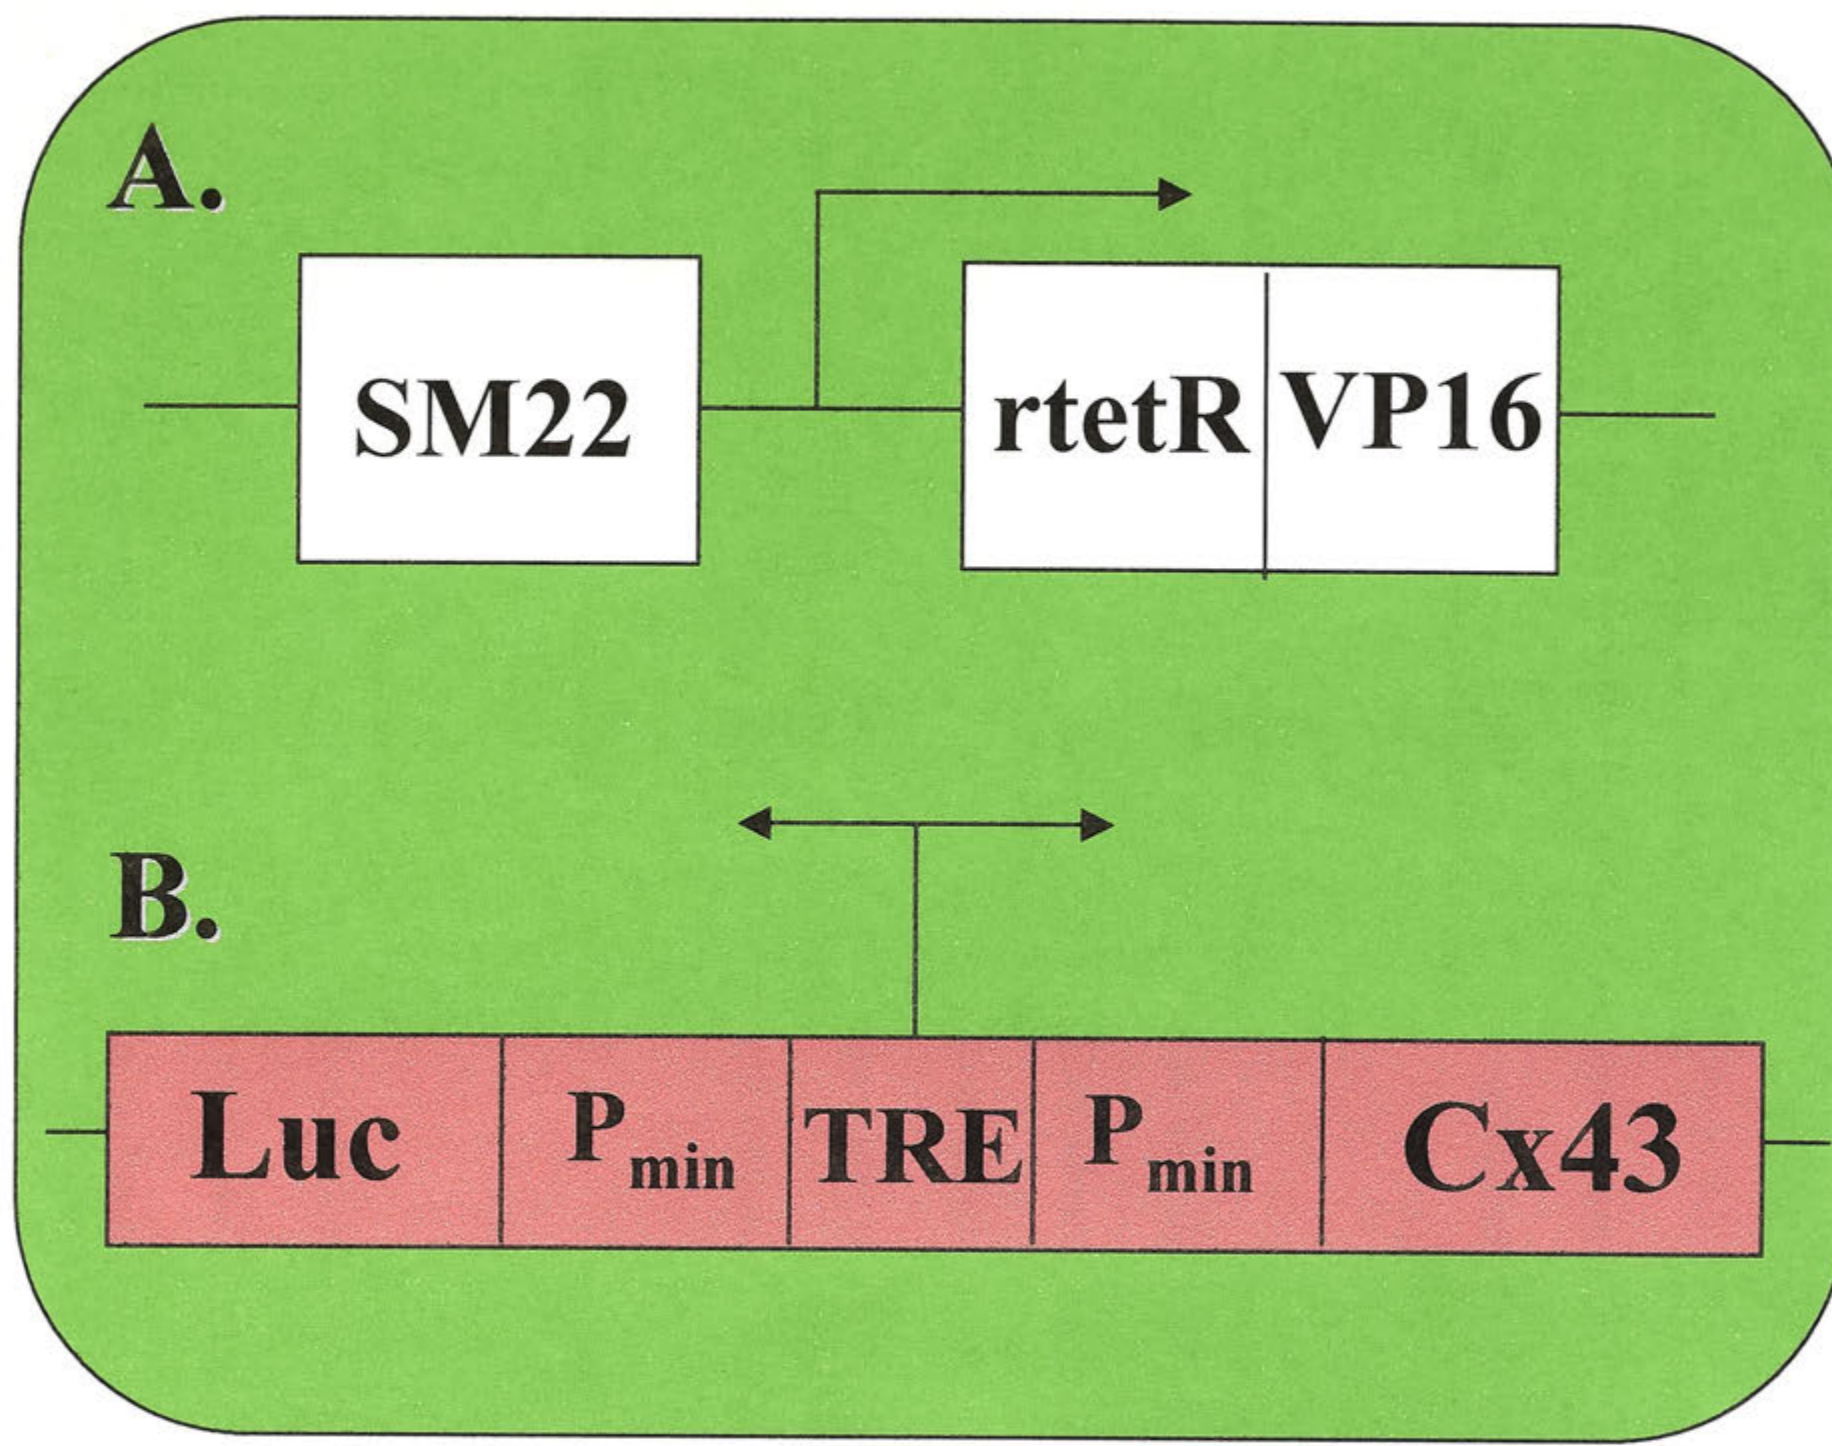 A.
SM22 rtetR VP16
B.
Luc Pmin TRE Pmin Cx43